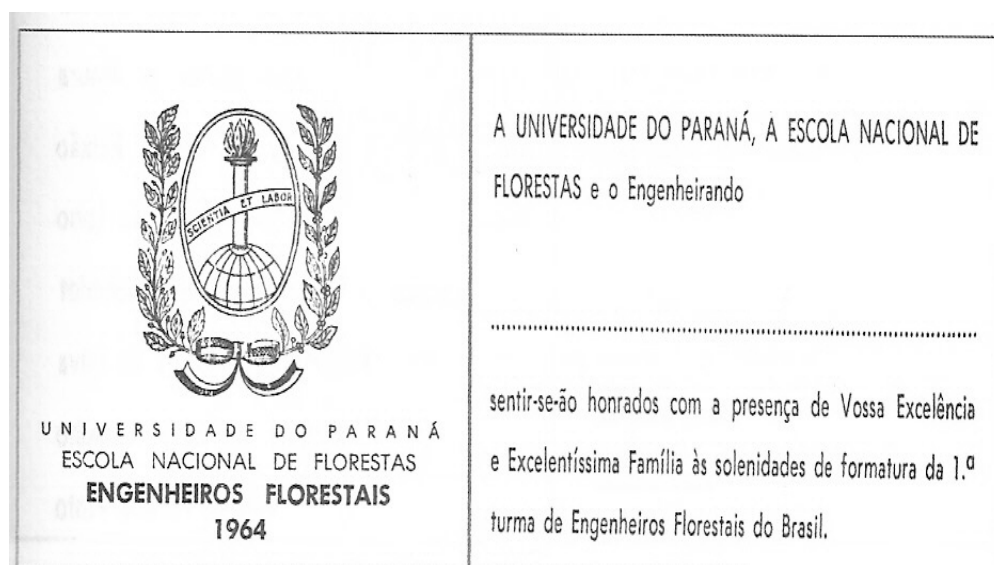 SCIENTIA ET LABOR
UNIVERSIDADE DO PARANÁ
ESCOLA NACIONAL DE FLORESTAS
ENGENHEIROS FLORESTAIS
1964
A UNIVERSIDADE DO PARANÁ, A ESCOLA NACIONAL DE
FLORESTAS e o Engenheirando
sentir-se-ão honrados com a presença de Vossa Excelência
e Excelentíssima Família às solenidades de formatura da 1.ª
turma de Engenheiros Florestais do Brasil.